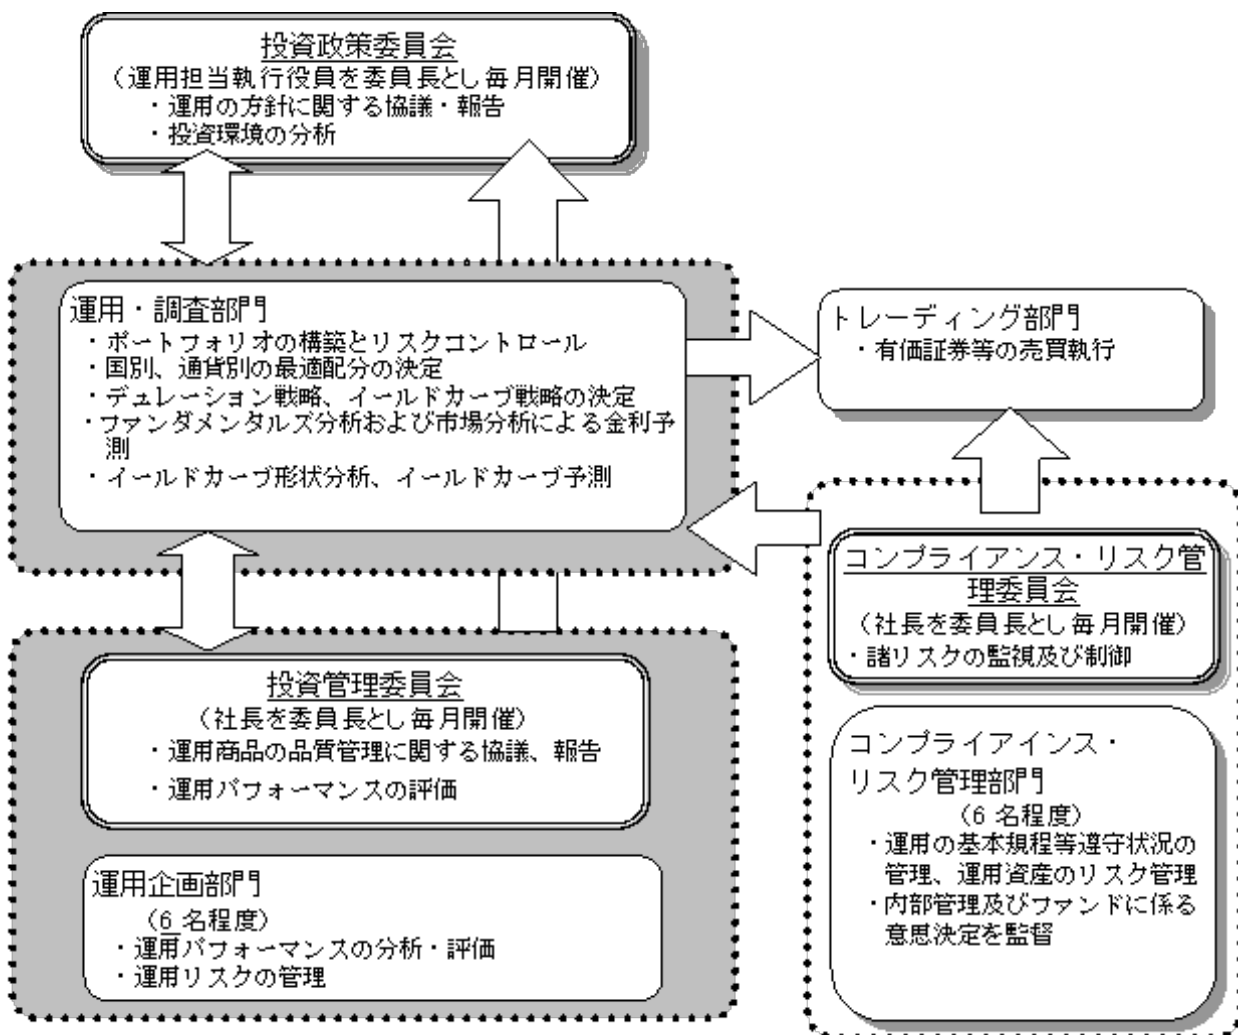 投資政策委員会
（運用担当執行役員を委員長とし毎月開催）
・運用の方針に関する協議・報告
・投資環境の分析
運用・調査部門
・ポートフォリオの構築とリスクコントロール
・国別、通貨別の最適配分の決定
・デュレーション戦略、イールドカーブ戦略の決定
・ファンダメンタルズ分析および市場分析による金利予
測
・イールドカーブ形状分析、イールドカーブ予測
トレーディング部門
・有価証券等の売買執行
投資管理委員会
（社長を委員長とし毎月開催）
・運用商品の品質管理に関する協議、報告
・運用パフォーマンスの評価
運用企画部門
（6 名程度）
・運用パフォーマンスの分析・評価
・運用リスクの管理
コンプライアンス・リスク管
理委員会
（社長を委員長とし毎月開催）
・諸リスクの監視及び制御
コンプライアインス・
リスク管理部門
（6 名程度）
・運用の基本規程等遵守状況の
管理、運用資産のリスク管理
・内部管理及びファンドに係る
意思決定を監督